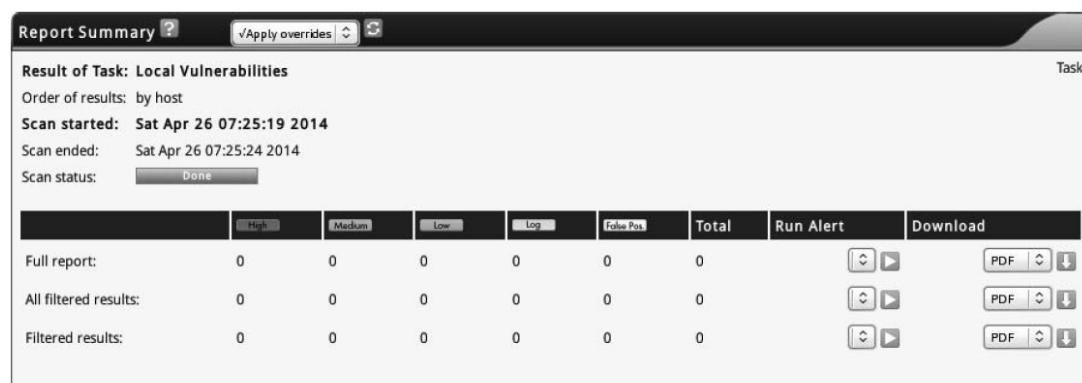 Report Summary ? √Apply overrides
Result of Task: Local Vulnerabilities Task
Order of results: by host
Scan started: Sat Apr 26 07:25:19 2014
Scan ended: Sat Apr 26 07:25:24 2014
Scan status: Done
High Medium Low Log False Pos. Total Run Alert Download
Full report: 0 0 0 0 0 0 PDF
All filtered results: 0 0 0 0 0 0 PDF
Filtered results: 0 0 0 0 0 0 PDF